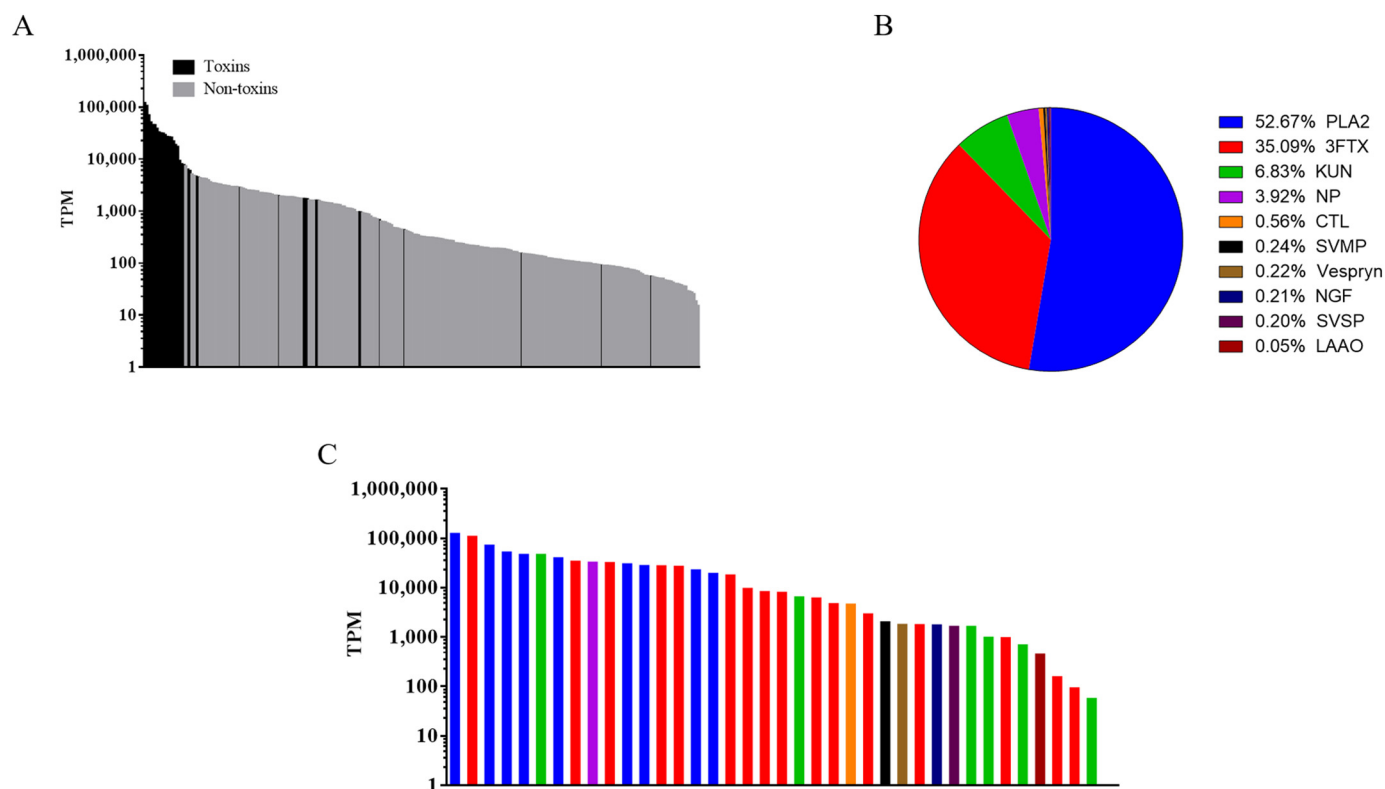 A
1,000,000
100,000
10,000
1,000
100
10
1
TPM
Toxins
Non-toxins
B
52.67% PLA2
35.09% 3FTX
6.83% KUN
3.92% NP
0.56% CTL
0.24% SVMP
0.22% Vespryn
0.21% NGF
0.20% SVSP
0.05% LAAO
C
1,000,000
100,000
10,000
1,000
100
10
1
TPM